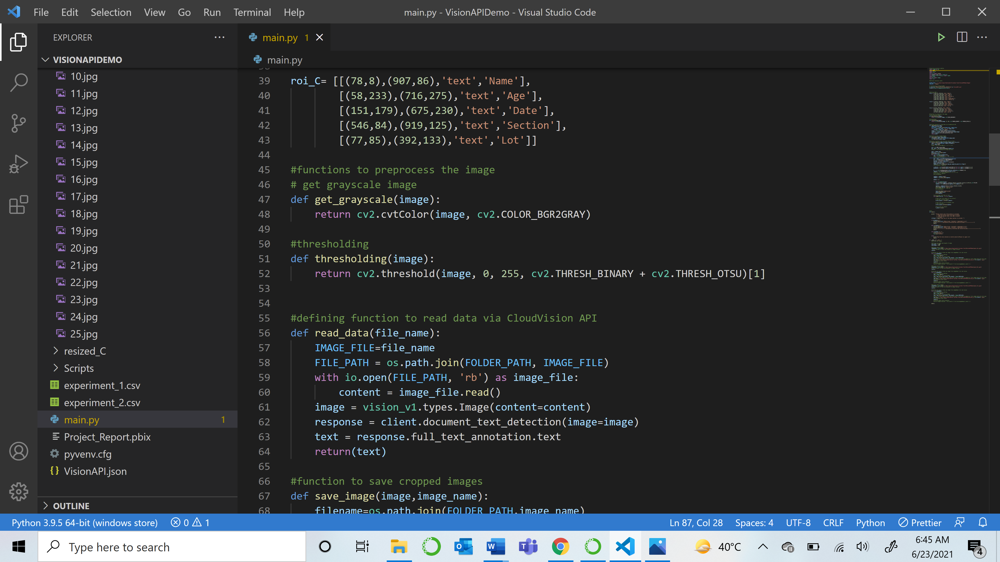 File Edit Selection View Go Run Terminal Help main.py - VisionAPIDemo - Visual Studio Code
EXPLORER
VISIONAPIDEMO
10.jpg
11.jpg
12.jpg
13.jpg
14.jpg
15.jpg
16.jpg
17.jpg
18.jpg
19.jpg
20.jpg
21.jpg
22.jpg
23.jpg
24.jpg
25.jpg
resized_C
Scripts
experiment_1.csv
experiment_2.csv
main.py 1
Project_Report.pbix
pyvenv.cfg
{} VisionAPI.json
OUTLINE
main.py 1
main.py
39 roi_C= [[(78,8),(907,86),'text','Name'],
40 [(58,233),(716,275),'text','Age'],
41 [(151,179),(675,230),'text','Date'],
42 [(546,84),(919,125),'text','Section'],
43 [(77,85),(392,133),'text','Lot']]
44
45 #functions to preprocess the image
46 # get grayscale image
47 def get_grayscale(image):
48 return cv2.cvtColor(image, cv2.COLOR_BGR2GRAY)
49
50 #thresholding
51 def thresholding(image):
52 return cv2.threshold(image, 0, 255, cv2.THRESH_BINARY + cv2.THRESH_OTSU)[1]
53
54
55 #defining function to read data via CloudVision API
56 def read_data(file_name):
57 IMAGE_FILE=file_name
58 FILE_PATH = os.path.join(FOLDER_PATH, IMAGE_FILE)
59 with io.open(FILE_PATH, 'rb') as image_file:
60 content = image_file.read()
61 image = vision_v1.types.Image(content=content)
62 response = client.document_text_detection(image=image)
63 text = response.full_text_annotation.text
64 return(text)
65
66 #function to save cropped images
67 def save_image(image,image_name):
68 filename=os.path.join(FOLDER_PATH,image_name)
Python 3.9.5 64-bit (windows store) 0 1 Ln 87, Col 28 Spaces: 4 UTF-8 CRLF Python Prettier
Type here to search
40°C
6:45 AM
6/23/2021
4